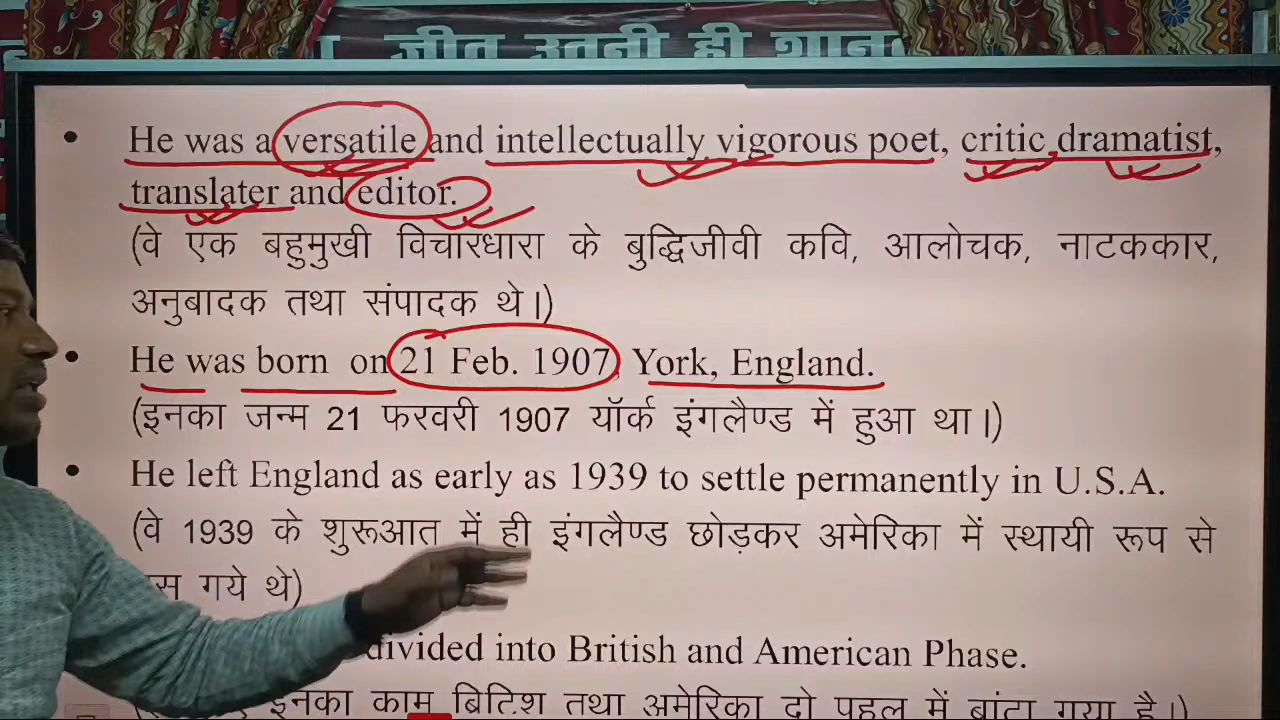 जीत उतनी ही शान
• He was a versatile and intellectually vigorous poet, critic, dramatist,
translater and editor.
(वे एक बहुमुखी विचारधारा के बुद्धिजीवी कवि, आलोचक, नाटककार,
अनुबादक तथा संपादक थे।)
• He was born on 21 Feb. 1907, York, England.
(इनका जन्म 21 फरवरी 1907 यॉर्क इंगलैण्ड में हुआ था।)
• He left England as early as 1939 to settle permanently in U.S.A.
(वे 1939 के शुरूआत में ही इंगलैण्ड छोड़कर अमेरिका में स्थायी रूप से
स गये थे)
divided into British and American Phase.
इनका काम ब्रिटिश तथा अमेरिका दो पहल में बांटा गया है।)